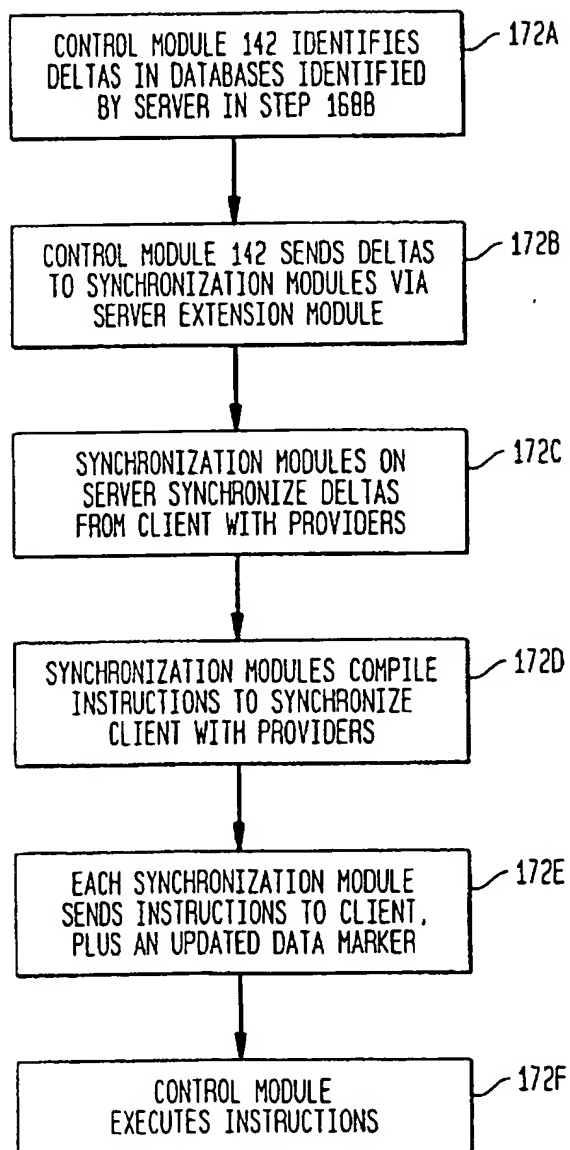 CONTROL MODULE 142 IDENTIFIES
DELTAS IN DATABASES IDENTIFIED
BY SERVER IN STEP 168B
172A
CONTROL MODULE 142 SENDS DELTAS
TO SYNCHRONIZATION MODULES VIA
SERVER EXTENSION MODULE
172B
SYNCHRONIZATION MODULES ON
SERVER SYNCHRONIZE DELTAS
FROM CLIENT WITH PROVIDERS
172C
SYNCHRONIZATION MODULES COMPILE
INSTRUCTIONS TO SYNCHRONIZE
CLIENT WITH PROVIDERS
172D
EACH SYNCHRONIZATION MODULE
SENDS INSTRUCTIONS TO CLIENT,
PLUS AN UPDATED DATA MARKER
172E
CONTROL MODULE
EXECUTES INSTRUCTIONS
172F